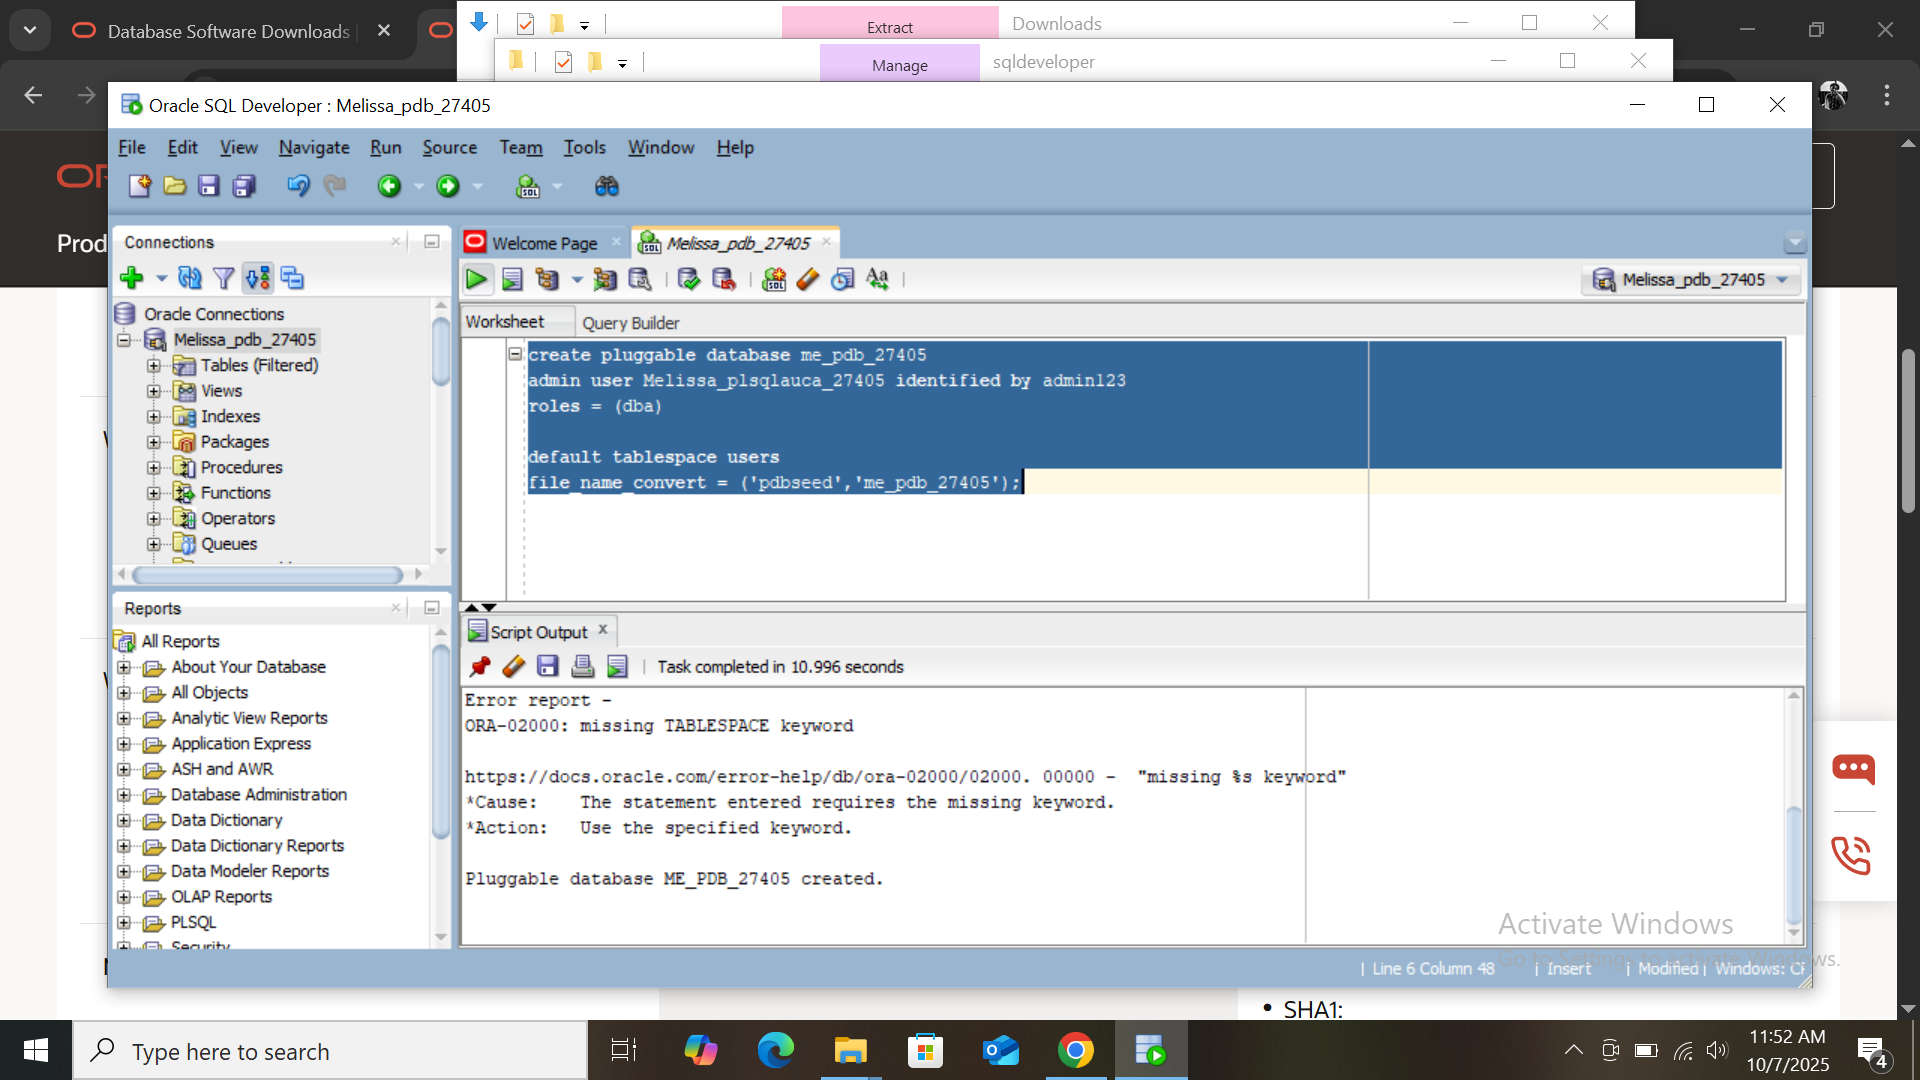 Database Software Downloads
Extract
Downloads
Manage
sqldeveloper
Oracle SQL Developer : Melissa_pdb_27405
File Edit View Navigate Run Source Team Tools Window Help
Prod
Connections
Welcome Page
Melissa_pdb_27405
Melissa_pdb_27405
Worksheet
Query Builder
Oracle Connections
Melissa_pdb_27405
Tables (Filtered)
Views
Indexes
Packages
Procedures
Functions
Operators
Queues
create pluggable database me_pdb_27405
admin user Melissa_plsqlauca_27405 identified by admin123
roles = (dba)
default tablespace users
file_name_convert = ('pdbseed','me_pdb_27405');
Reports
All Reports
About Your Database
All Objects
Analytic View Reports
Application Express
ASH and AWR
Database Administration
Data Dictionary
Data Dictionary Reports
Data Modeler Reports
OLAP Reports
PLSQL
Security
Script Output
Task completed in 10.996 seconds
Error report -
ORA-02000: missing TABLESPACE keyword
https://docs.oracle.com/error-help/db/ora-02000/02000. 00000 -  "missing %s keyword"
*Cause:    The statement entered requires the missing keyword.
*Action:   Use the specified keyword.
Pluggable database ME_PDB_27405 created.
Activate Windows
Go to Settings to activate Windows.
Line 6 Column 48
Insert
Modified
Windows: CR
• SHA1:
Type here to search
11:52 AM
10/7/2025
4